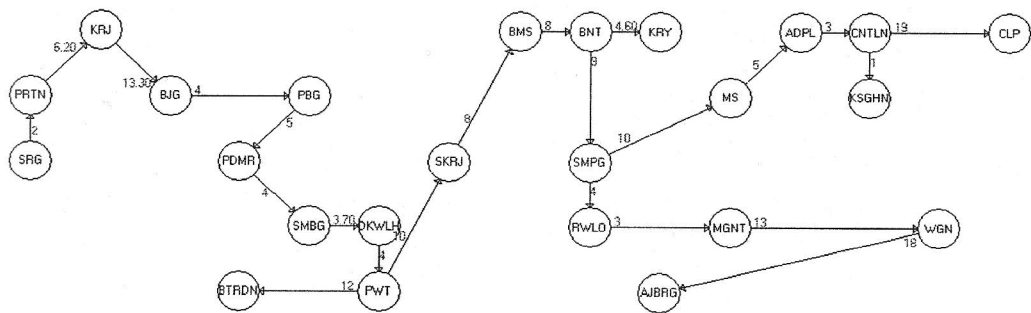 KRJ
BMS
8
BNT
4.60
KRY
ADPL
3
CNTLN
19
CLP
6.20
13.30
9
5
1
PRTN
BJG
4
PBG
MS
KSGHN
2
5
8
10
SRG
PDMR
SKRJ
SMPG
4
4
SMBG
3.70
DKWLH
10
RWLO
3
MGNT
13
WGN
4
18
BTRDN
12
PWT
AJBRG